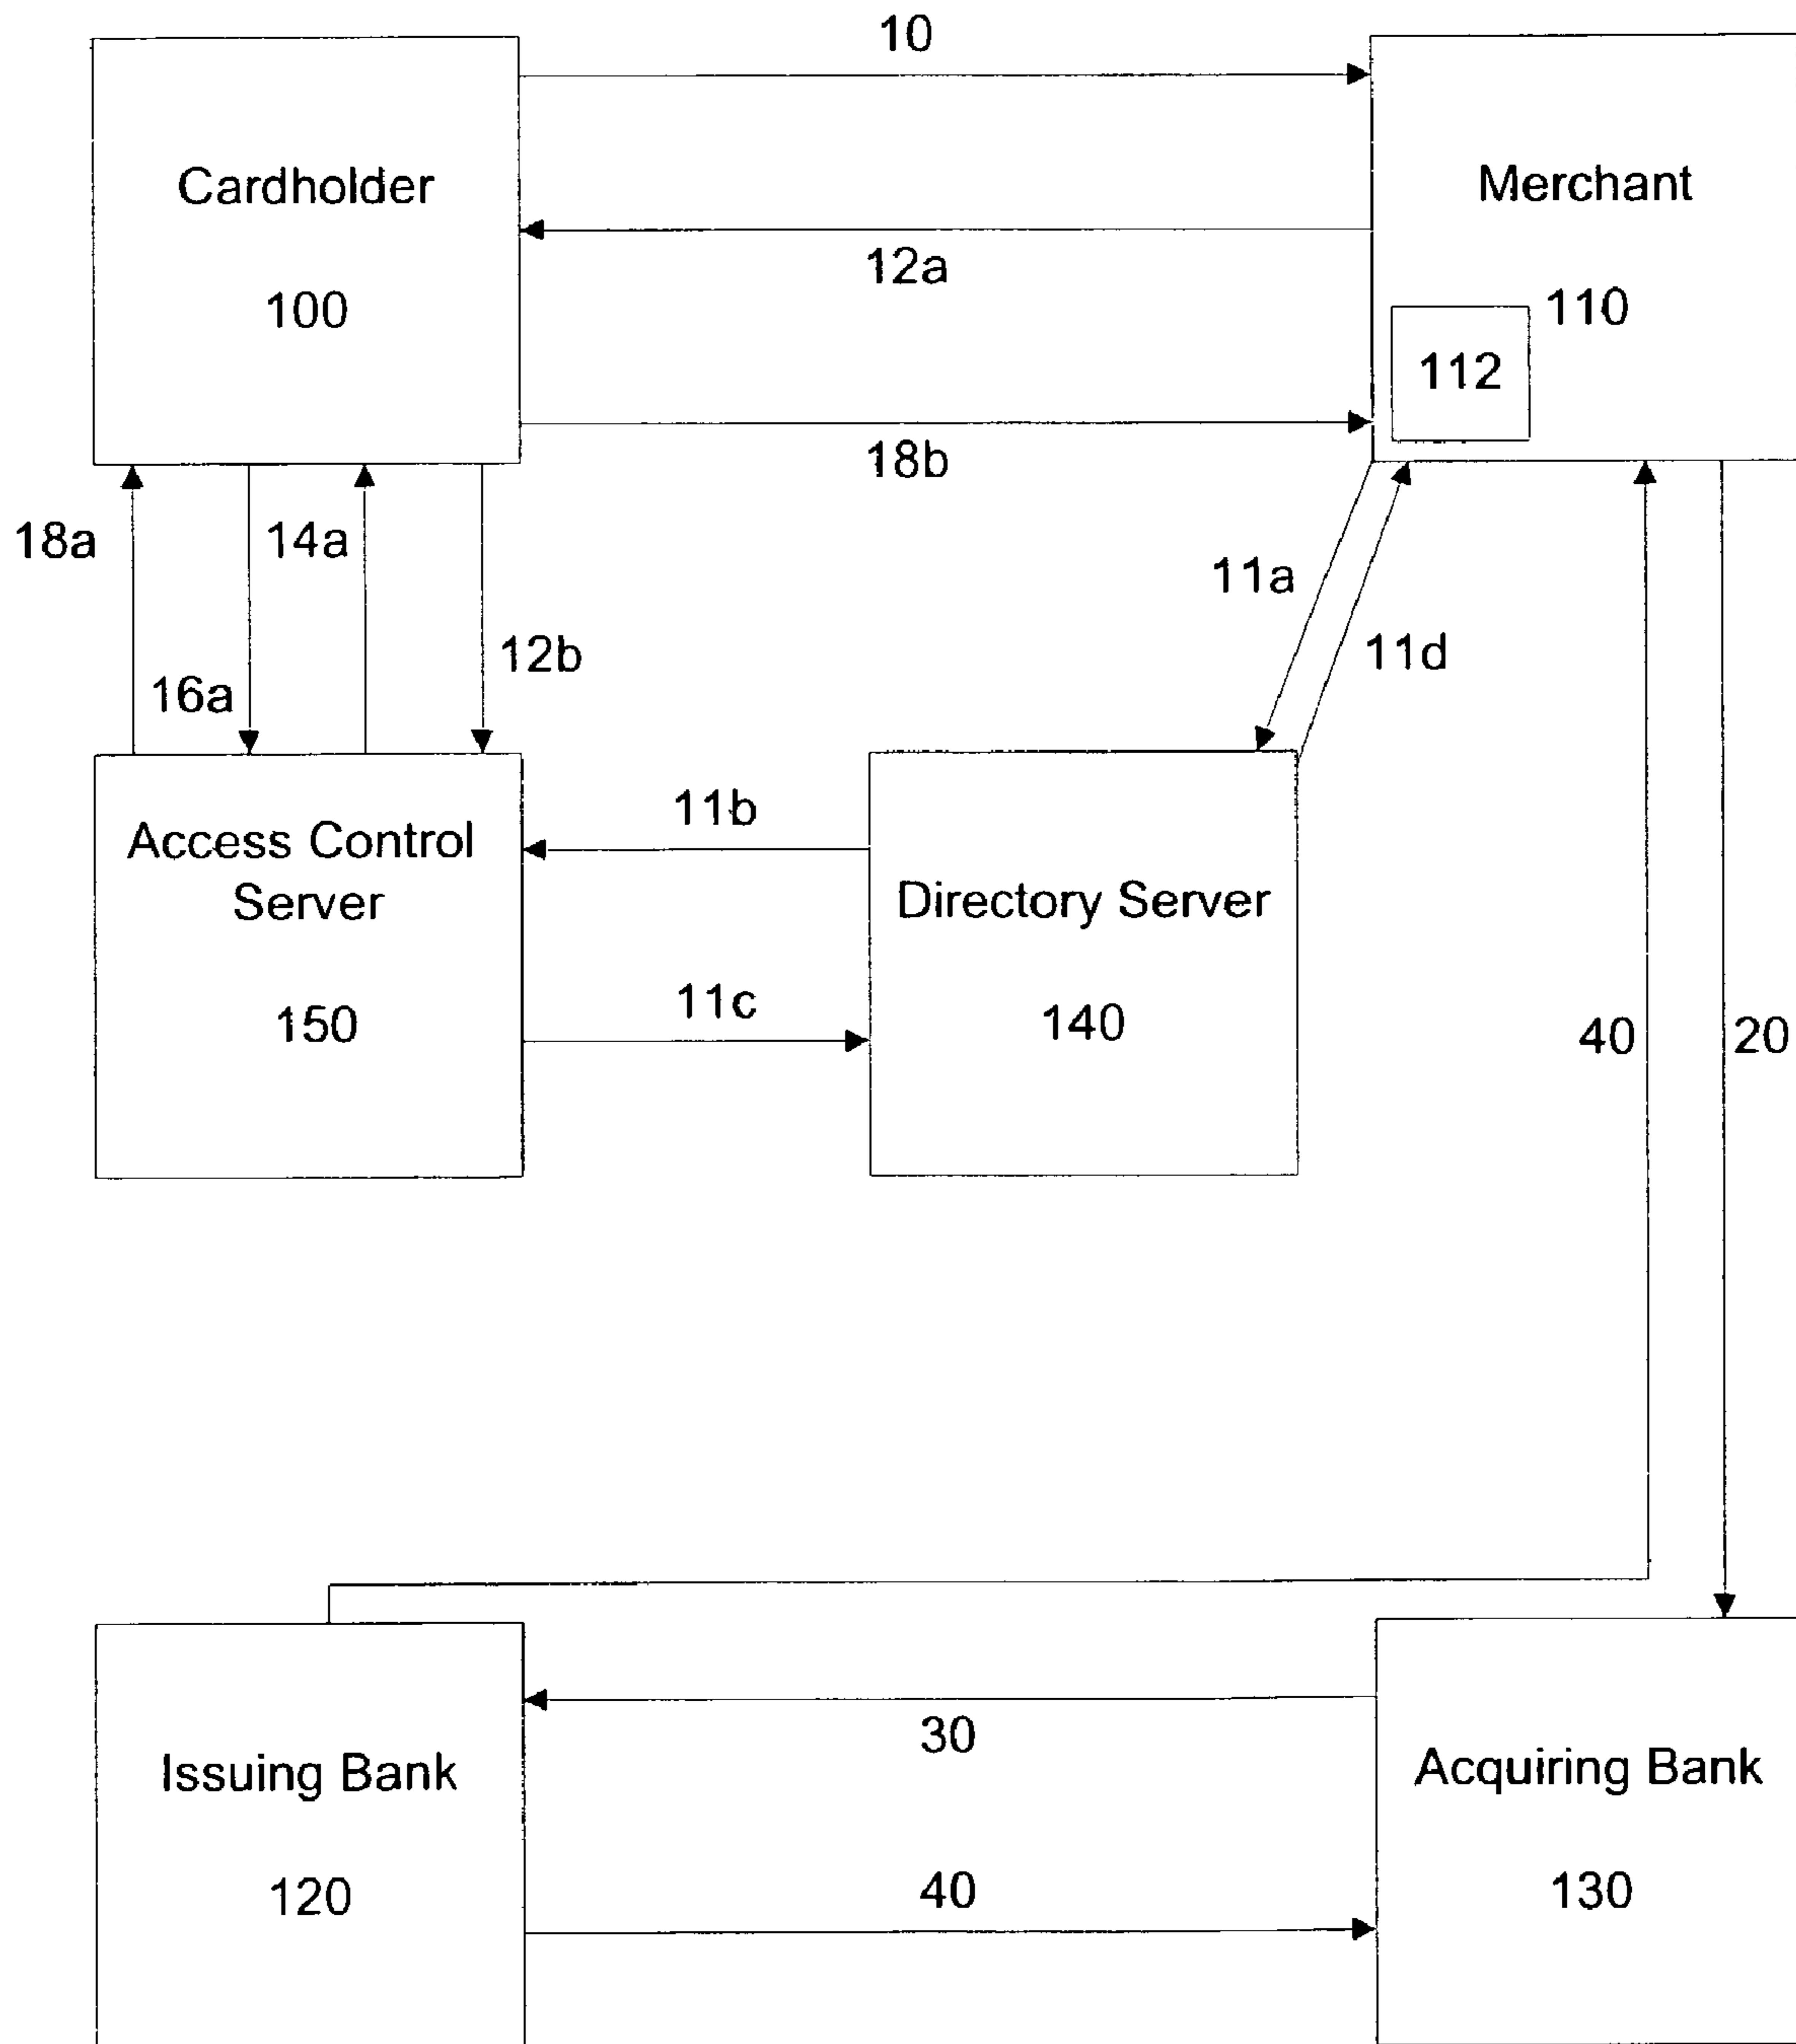 10
Cardholder
100
Merchant
110
112
12a
18b
18a
16a
14a
12b
11a
11d
Access Control
Server
150
11b
11c
Directory Server
140
40
20
Issuing Bank
120
30
40
Acquiring Bank
130